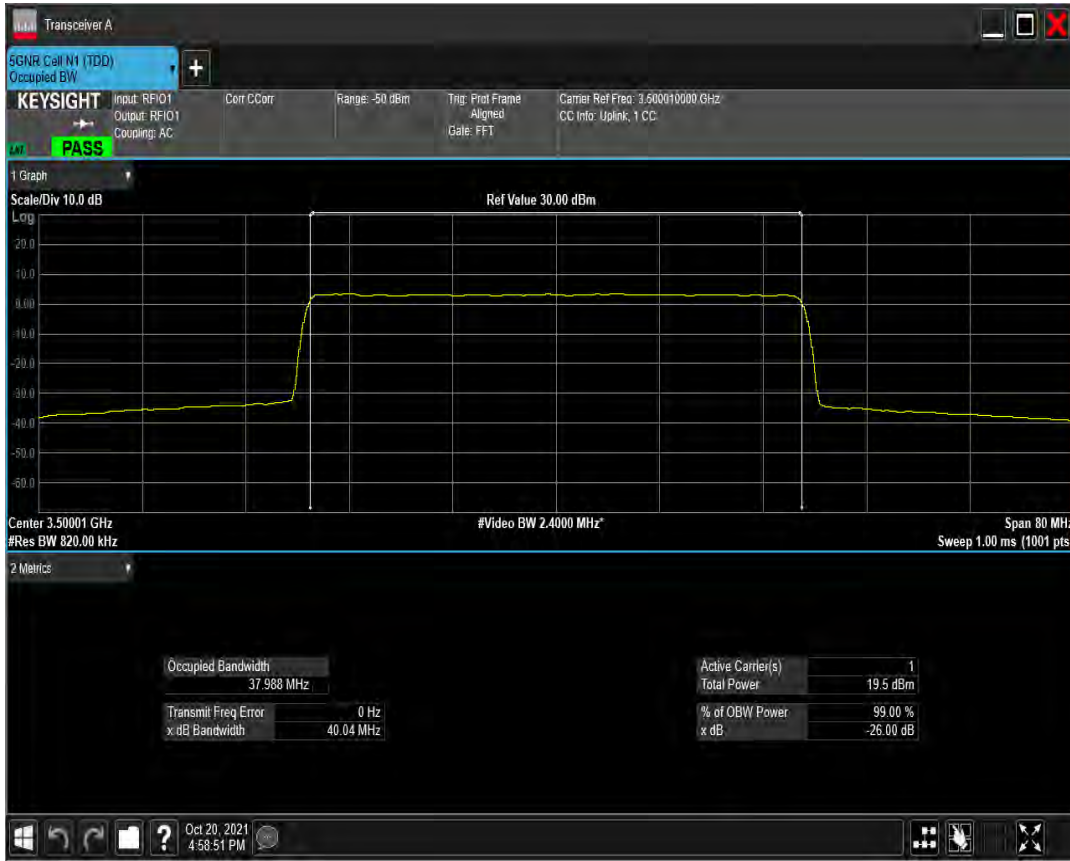 Transceiver A
5GNR Cell N1 (TDD)
Occupied BW
+
KEYSIGHT
Input: RFIO1
Output: RFIO1
Coupling: AC
Corr CCorr
Range: -50 dBm
Trig: Prot Frame
Aligned
Gate: FFT
Carrier Ref Freq: 3.500010000 GHz
CC Info: Uplink, 1 CC
PASS
1 Graph
Scale/Div 10.0 dB
Ref Value 30.00 dBm
Log
20.0
10.0
0.00
-10.0
-20.0
-30.0
-40.0
-50.0
-60.0
Center 3.50001 GHz
#Video BW 2.4000 MHz*
Span 80 MHz
#Res BW 820.00 kHz
Sweep 1.00 ms (1001 pts
2 Metrics
Occupied Bandwidth
37.988 MHz
Active Carrier(s) 1
Total Power 19.5 dBm
Transmit Freq Error 0 Hz
x dB Bandwidth 40.04 MHz
% of OBW Power 99.00 %
x dB -26.00 dB
?
Oct 20, 2021
4:58:51 PM